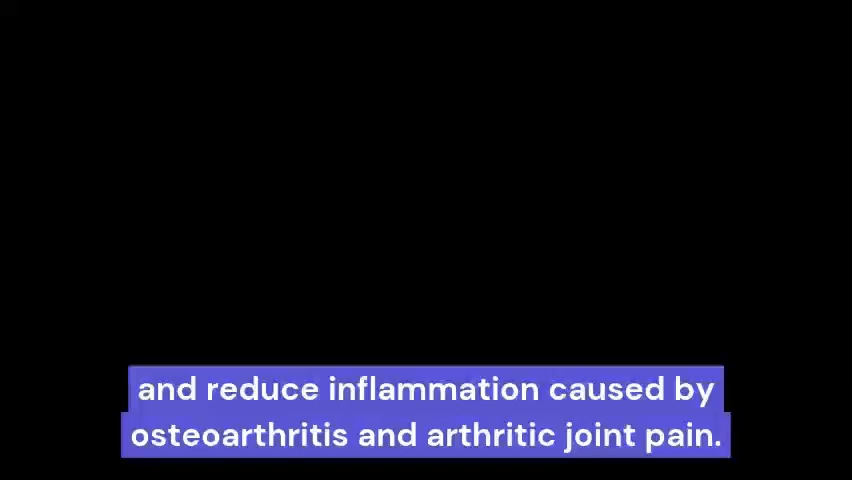 and reduce inflammation caused by
osteoarthritis and arthritic joint pain.